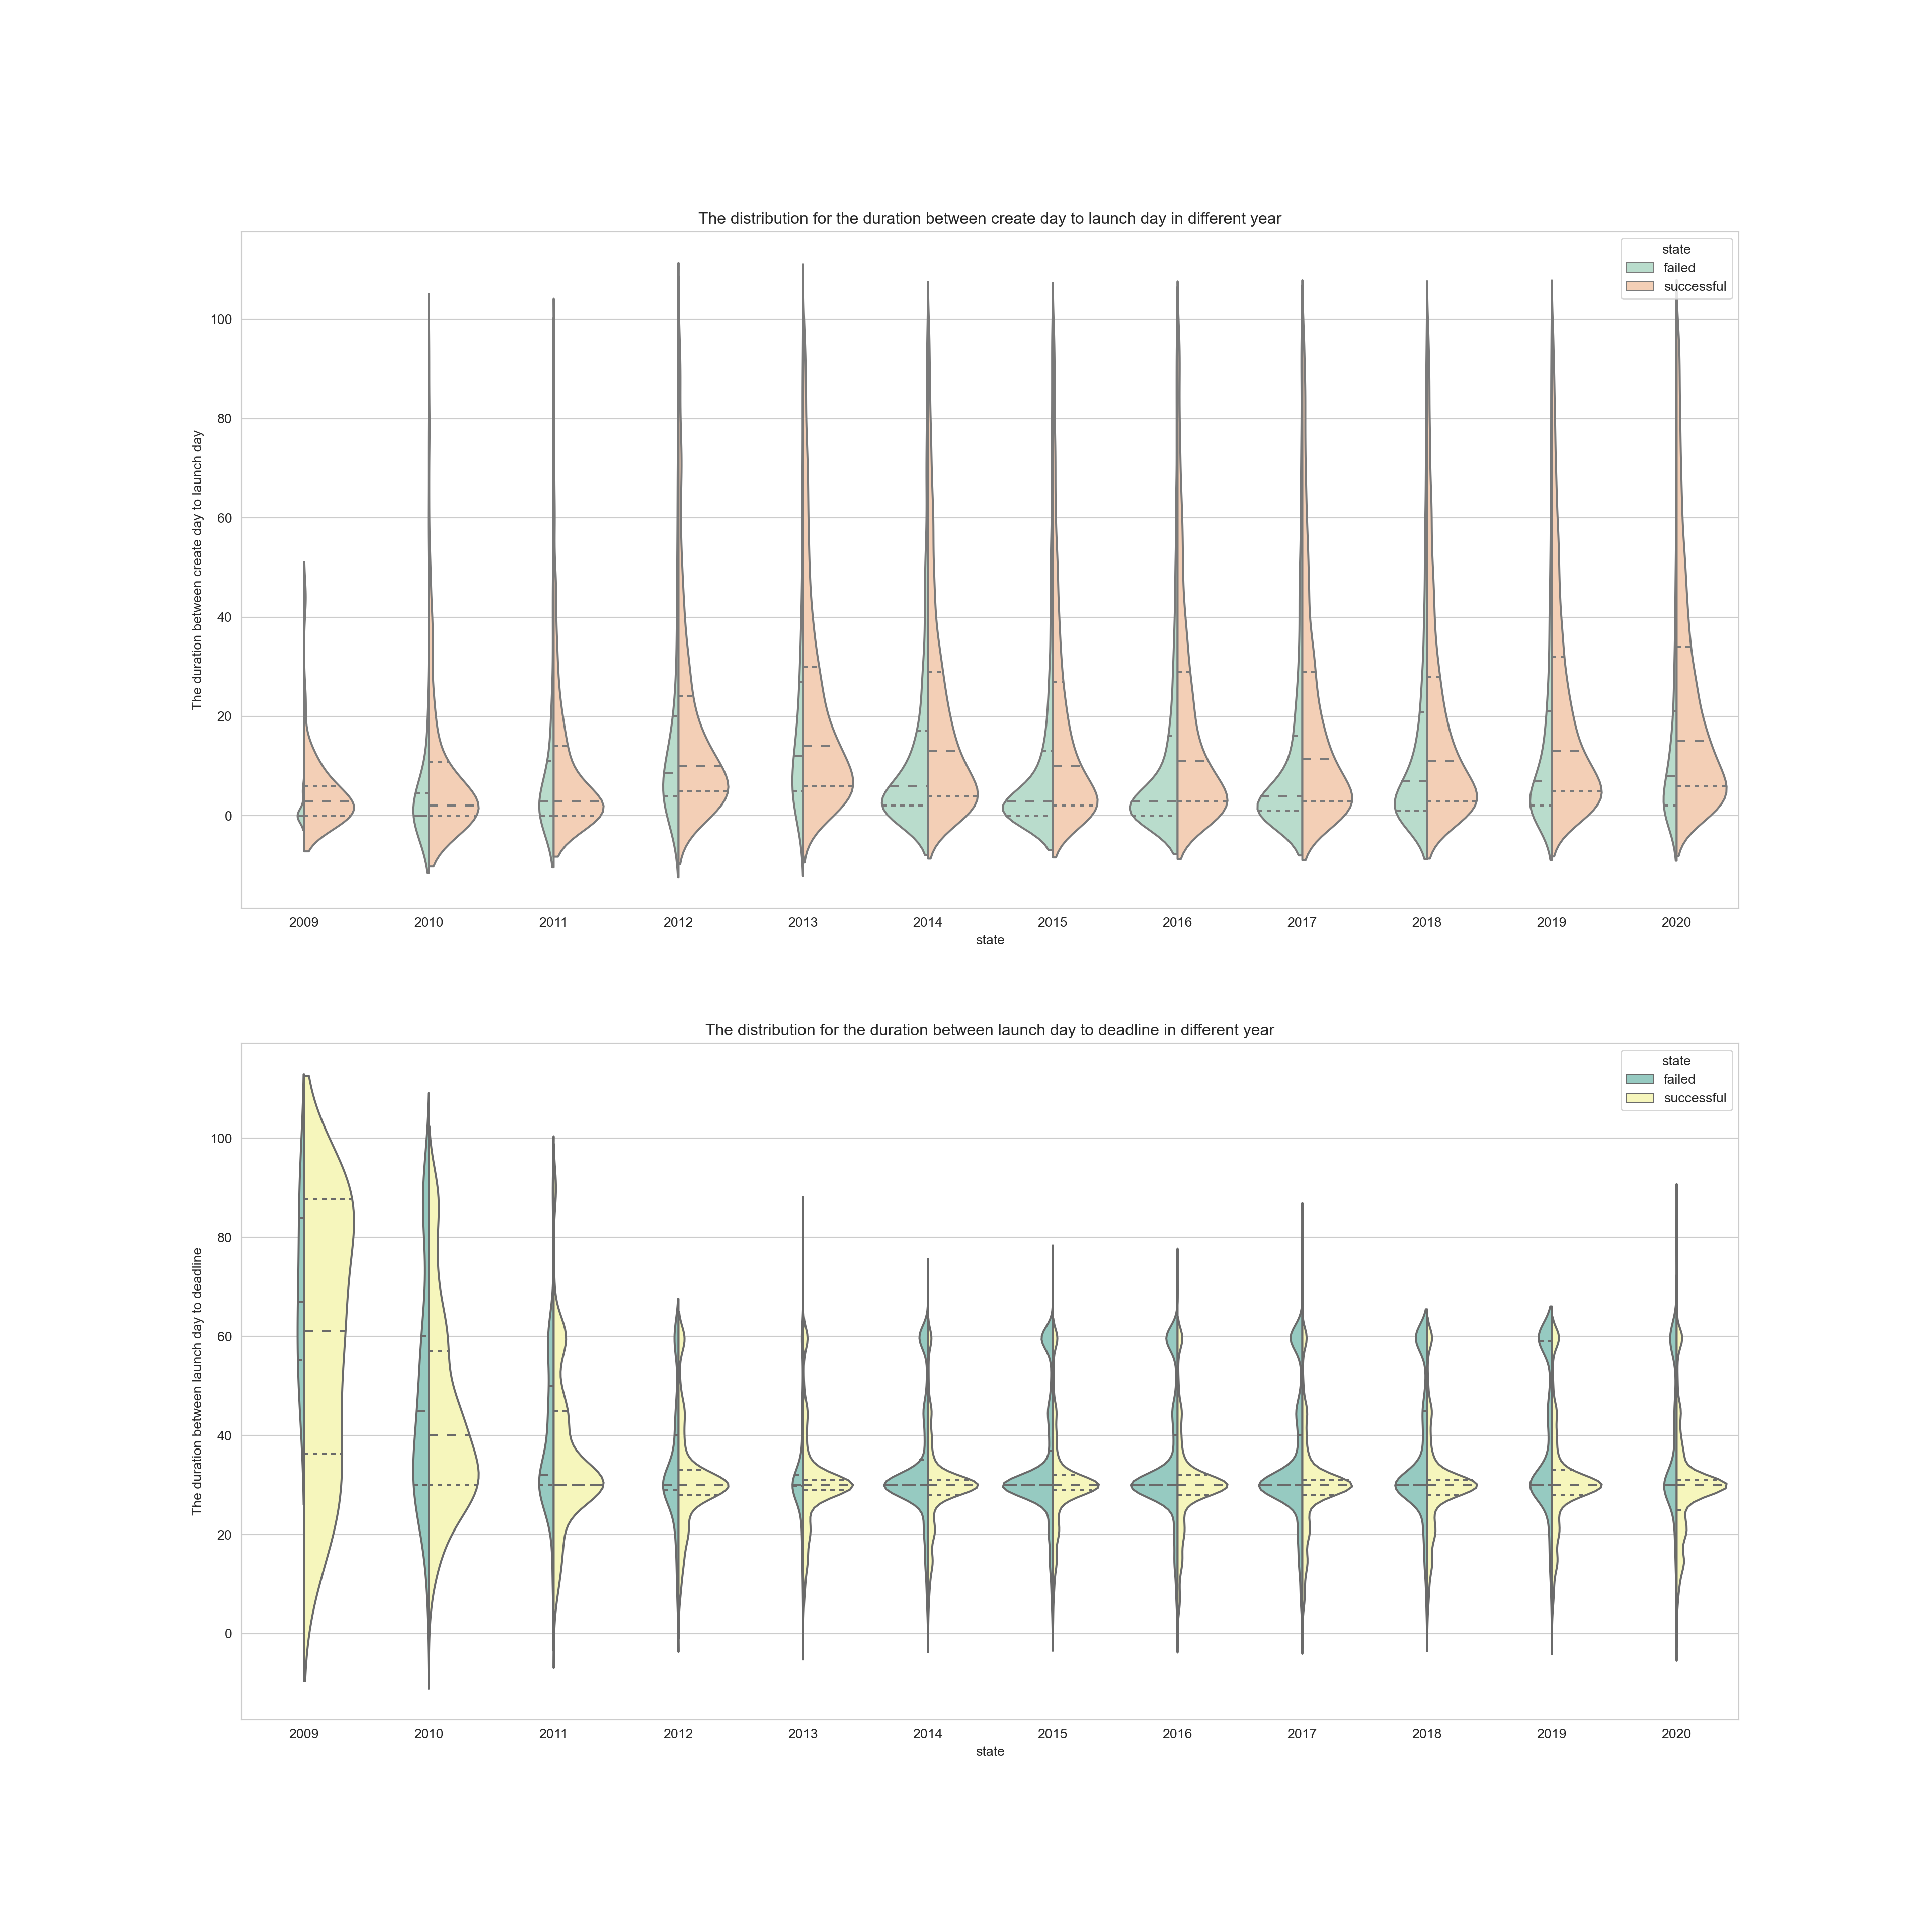 The distribution for the duration between create day to launch day in different year
state
failed
successful
The duration between create day to launch day
100
80
60
40
20
0
2009 2010 2011 2012 2013 2014 2015 2016 2017 2018 2019 2020
state
The distribution for the duration between launch day to deadline in different year
state
failed
successful
The duration between launch day to deadline
100
80
60
40
20
0
2009 2010 2011 2012 2013 2014 2015 2016 2017 2018 2019 2020
state